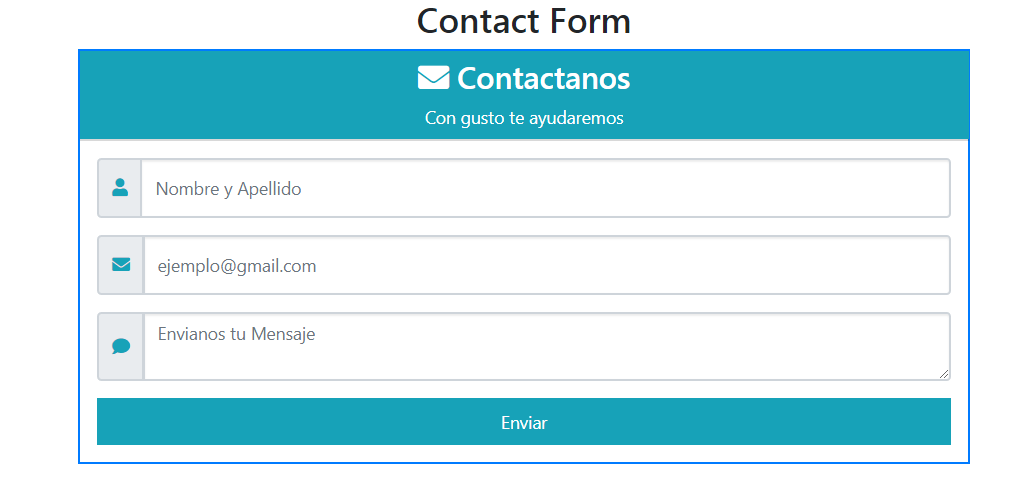 Contact Form
Contactanos
Con gusto te ayudaremos
Nombre y Apellido
ejemplo@gmail.com
Envianos tu Mensaje
Enviar